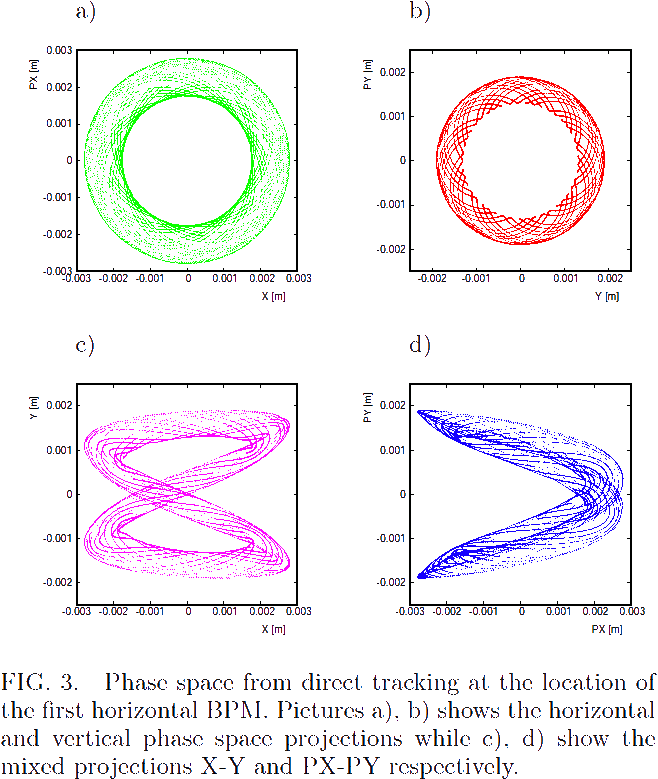 a)
b)
PX [m]
0.003
0.002
0.001
0
-0.001
-0.002
-0.003
-0.003 -0.002 -0.001 0 0.001 0.002 0.003
X [m]
PY [m]
0.002
0.001
0
-0.001
-0.002
-0.002 -0.001 0 0.001 0.002
Y [m]
c)
d)
Y [m]
0.002
0.001
0
-0.001
-0.002
-0.003 -0.002 -0.001 0 0.001 0.002 0.003
X [m]
PY [m]
0.002
0.001
0
-0.001
-0.002
-0.003 -0.002 -0.001 0 0.001 0.002 0.003
PX [m]
FIG. 3. Phase space from direct tracking at the location of
the first horizontal BPM. Pictures a), b) shows the horizontal
and vertical phase space projections while c), d) show the
mixed projections X-Y and PX-PY respectively.